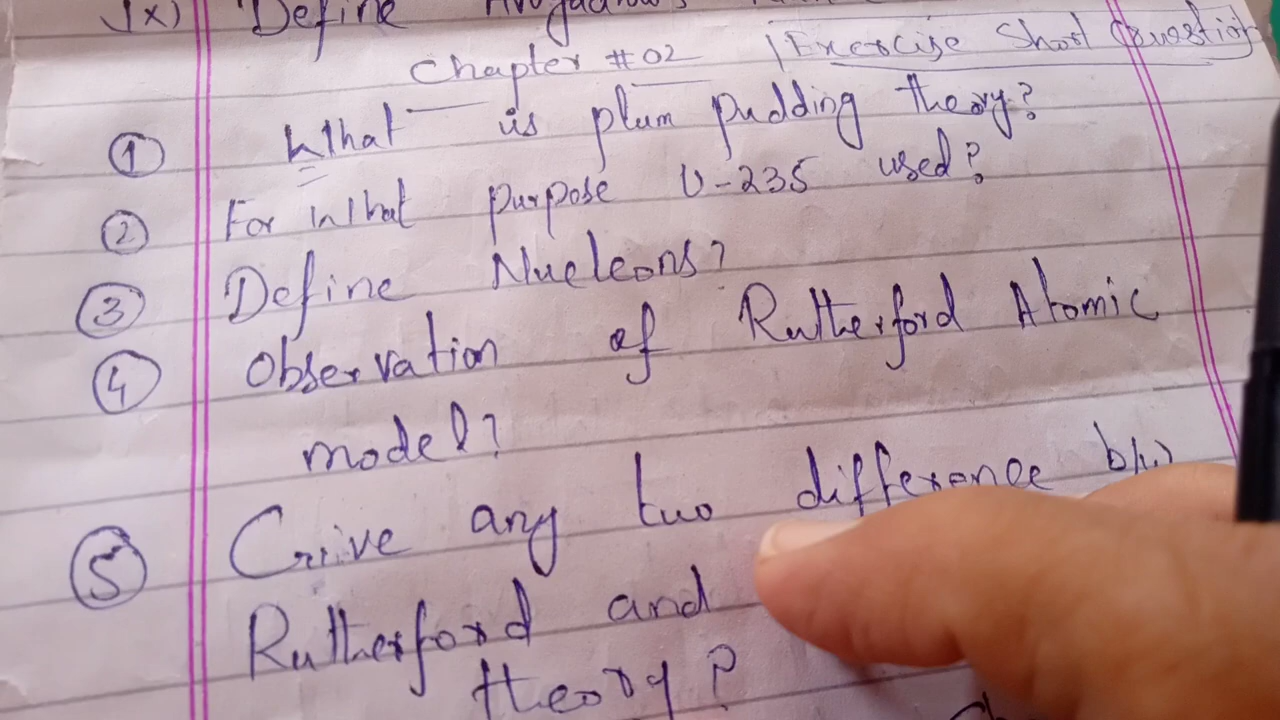 (x) Define
Chapter #02 Exercise Short Question
① What is plum pudding theory?
② For what purpose U-235 used?
③ Define Nucleons?
④ Observation of Rutherford Atomic
model?
⑤ Give any two difference b/w
Rutherford and
theory?